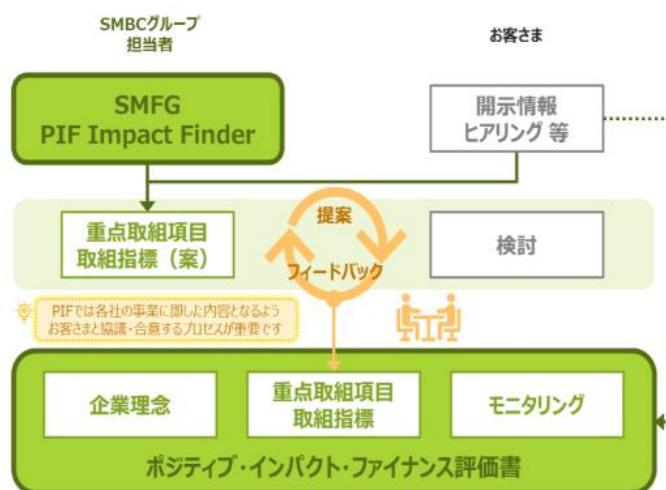 SMBCグループ
担当者
お客さま
SMFG
PIF Impact Finder
開示情報
ヒアリング 等
重点取組項目
取組指標（案）
提案
フィードバック
検討
PIFでは各社の事業に即した内容となるよう
お客さまと協議・合意するプロセスが重要です
企業理念
重点取組項目
取組指標
モニタリング
ポジティブ・インパクト・ファイナンス評価書